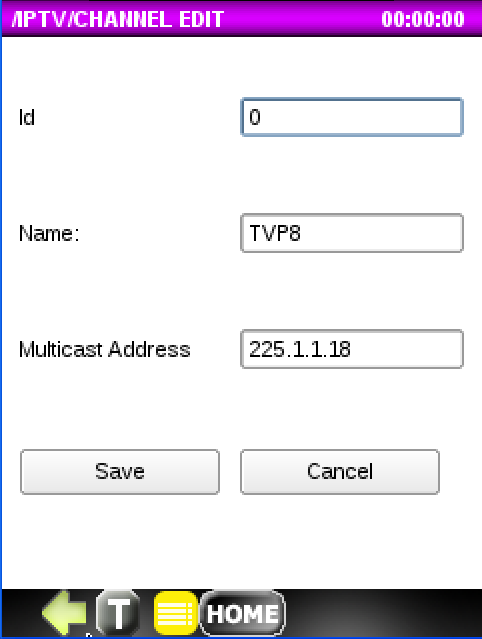 /IPTV/CHANNEL EDIT 00:00:00
Id 0
Name: TVP8
Multicast Address 225.1.1.18
Save Cancel
T HOME